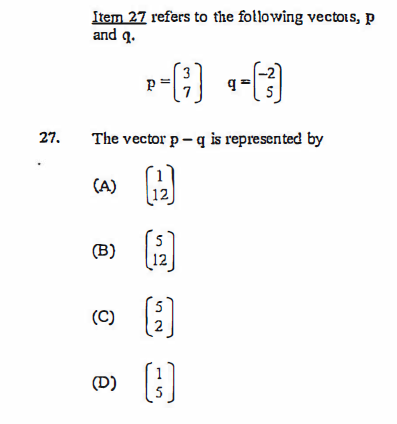 Item 27 refers to the following vectors, p
and q.
p = (3 7) q = (-2 5)
27. The vector p – q is represented by
(A) (1 12)
(B) (5 12)
(C) (5 2)
(D) (1 5)